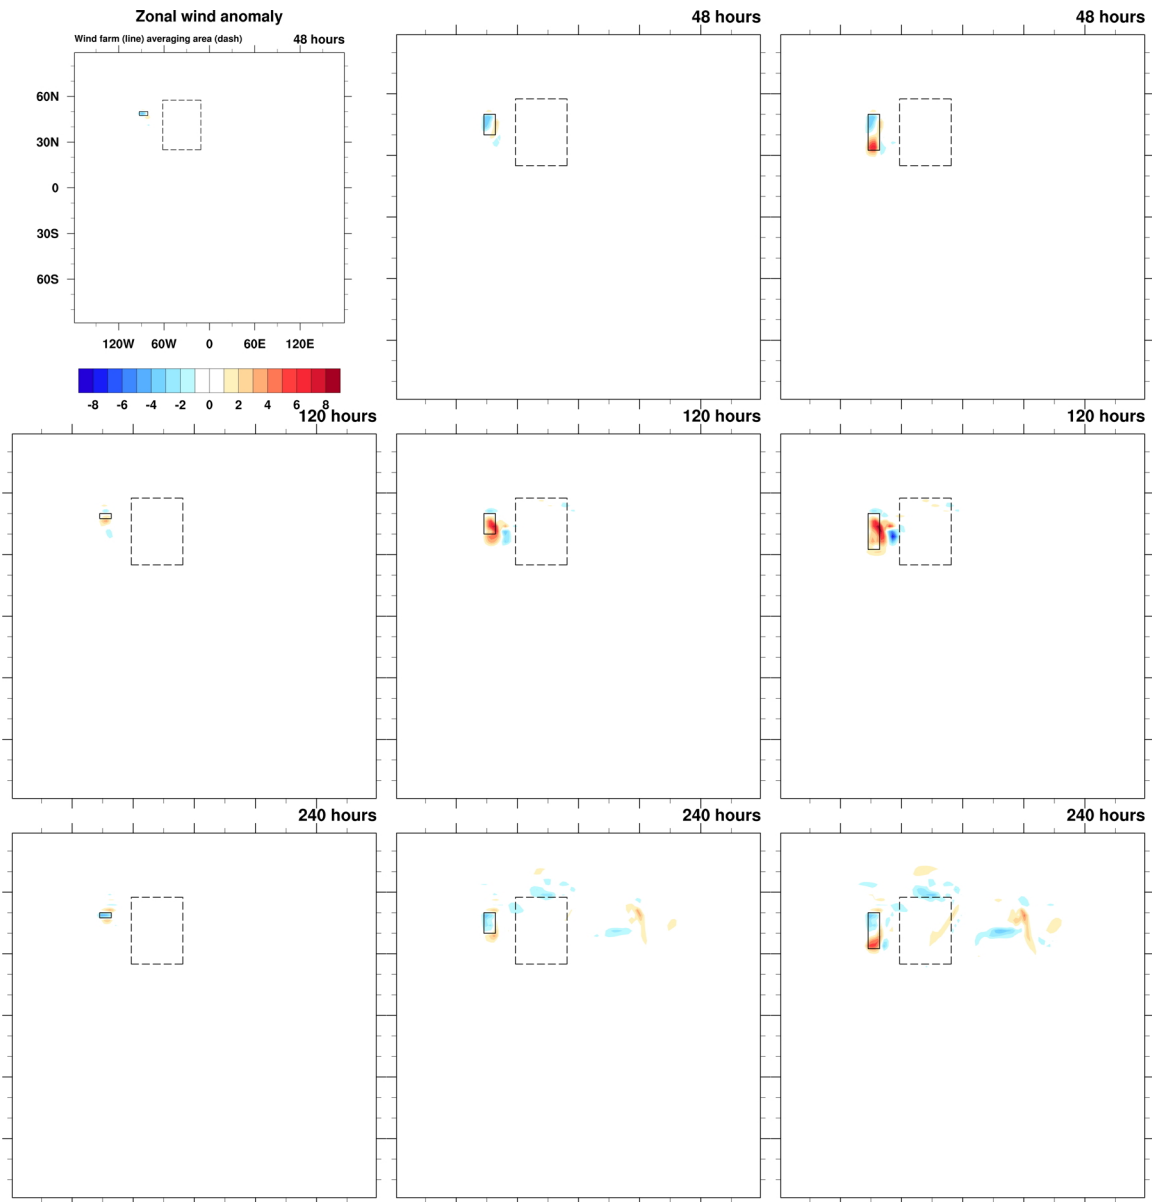 Zonal wind anomaly
Wind farm (line) averaging area (dash) 48 hours
48 hours
48 hours
60N
30N
0
30S
60S
120W 60W 0 60E 120E
-8 -6 -4 -2 0 2 4 6 8
120 hours
120 hours
120 hours
240 hours
240 hours
240 hours